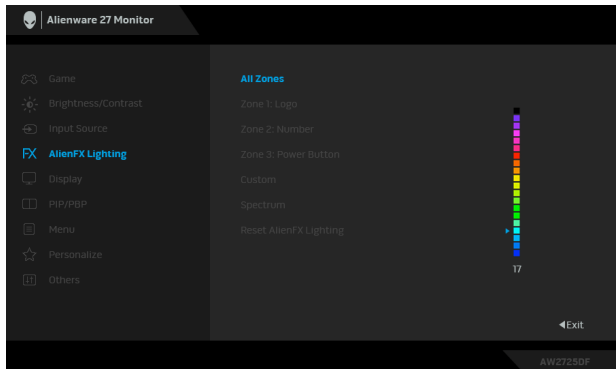 Alienware 27 Monitor
Game
Brightness/Contrast
Input Source
FX AlienFX Lighting
Display
PIP/PBP
Menu
Personalize
Others
All Zones
Zone 1: Logo
Zone 2: Number
Zone 3: Power Button
Custom
Spectrum
Reset AlienFX Lighting
17
Exit
AW2725DF